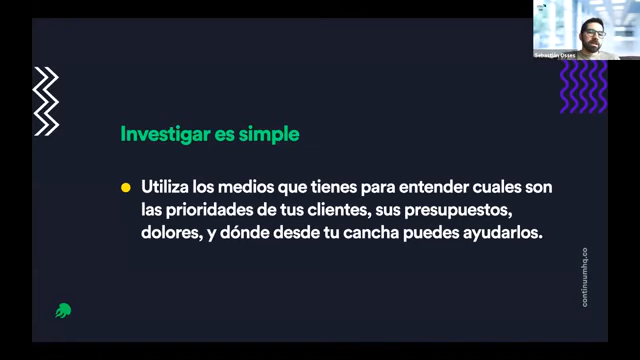 Sebastián Osses
Investigar es simple
Utiliza los medios que tienes para entender cuales son
las prioridades de tus clientes, sus presupuestos,
dolores, y dónde desde tu cancha puedes ayudarlos.
continuumhq.co